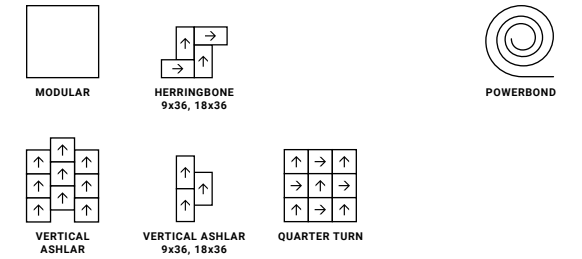 MODULAR
HERRINGBONE
9x36, 18x36
POWERBOND
VERTICAL
ASHLAR
VERTICAL ASHLAR
9x36, 18x36
QUARTER TURN